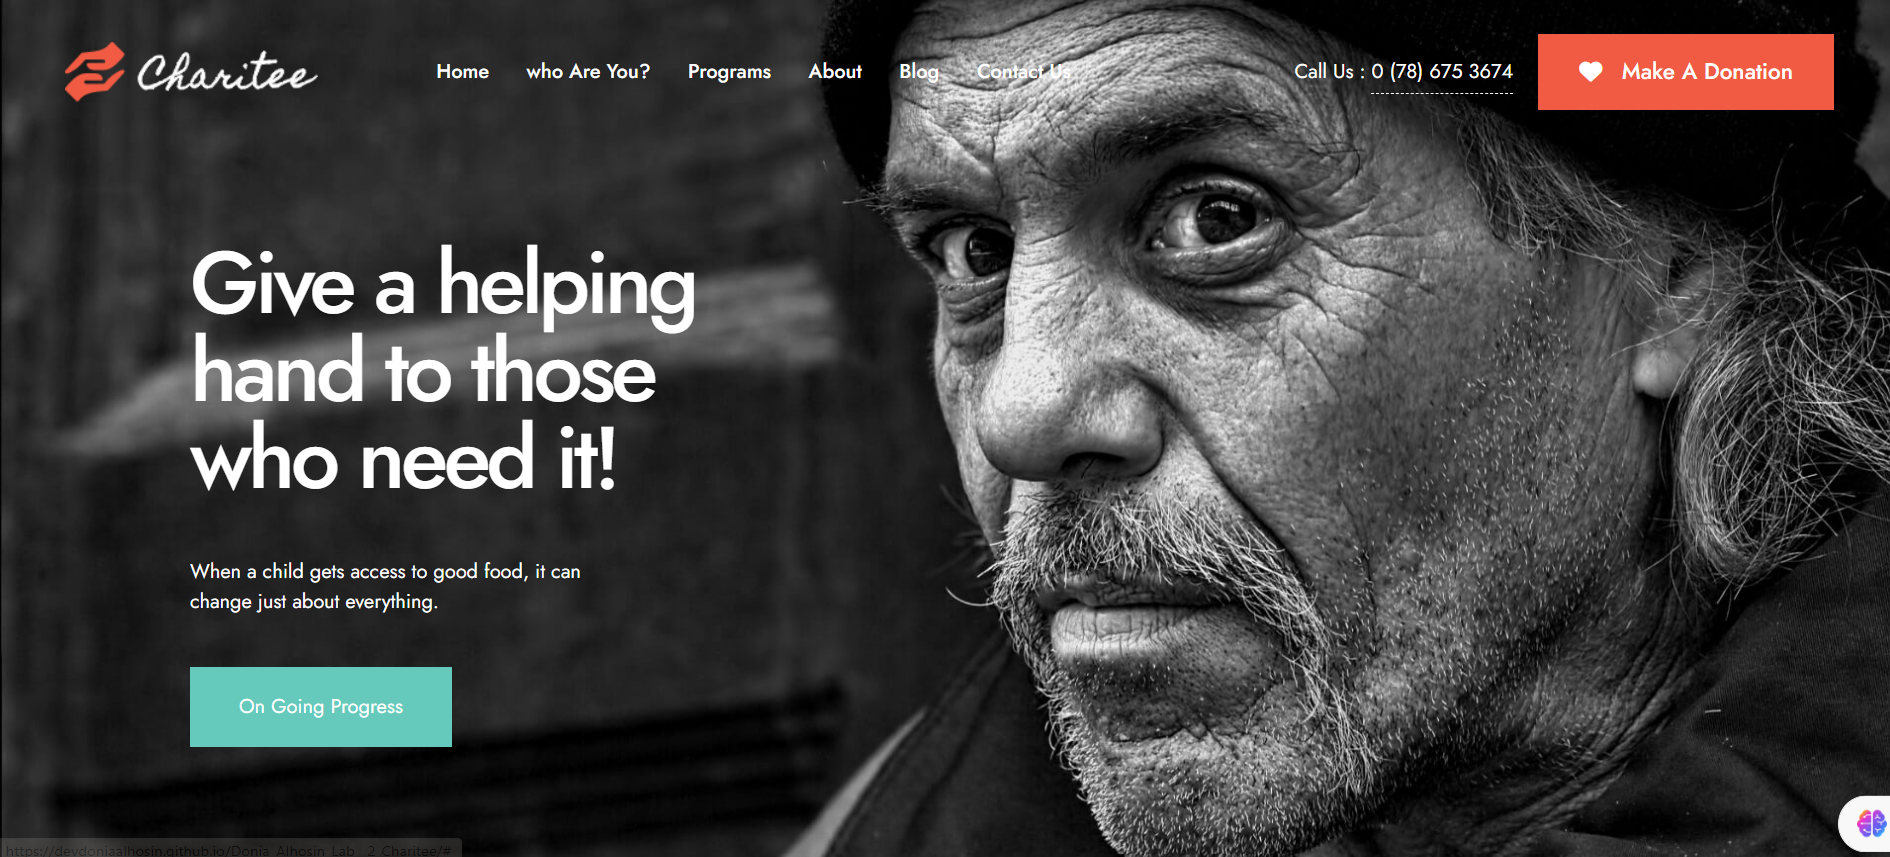 Charitee
Home who Are You? Programs About Blog Contact Us
Call Us : 0 (78) 675 3674
Make A Donation
Give a helping
hand to those
who need it!
When a child gets access to good food, it can
change just about everything.
On Going Progress
https://devdoniaalhosin.github.io/Donia_Alhosin_Lab__2_Charitee/#